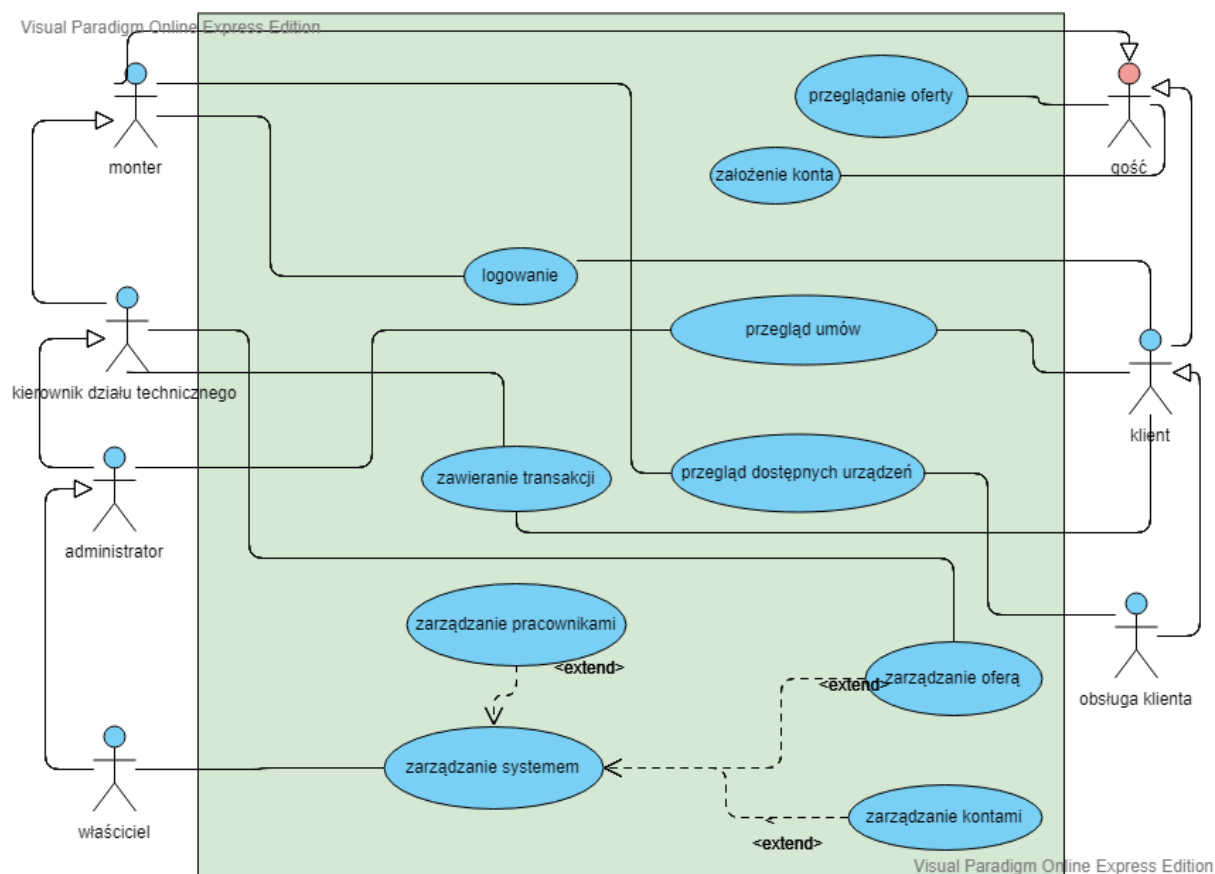 Visual Paradigm Online Express Edition
przeglądanie oferty
monter
gość
założenie konta
logowanie
przegląd umów
kierownik działu technicznego
klient
zawieranie transakcji
przegląd dostępnych urządzeń
administrator
zarządzanie pracownikami
<extend>
<extend>
zarządzanie oferą
obsługa klienta
zarządzanie systemem
zarządzanie kontami
właściciel
<extend>
Visual Paradigm Online Express Edition